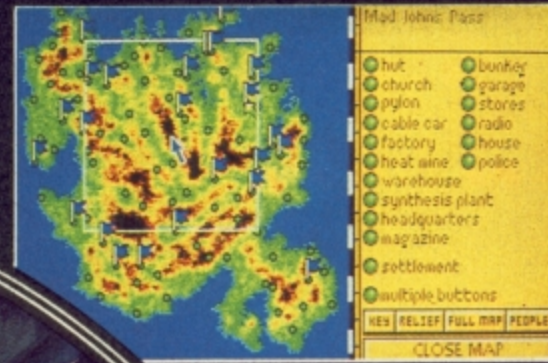 Mad Johns Pass
hut bunker
church garage
pylon stores
cable car radio
factory house
heat mine police
warehouse
synthesis plant
headquarters
magazine
settlement
multiple buttons
KEY RELIEF FULL MAP PEOPLE
CLOSE MAP